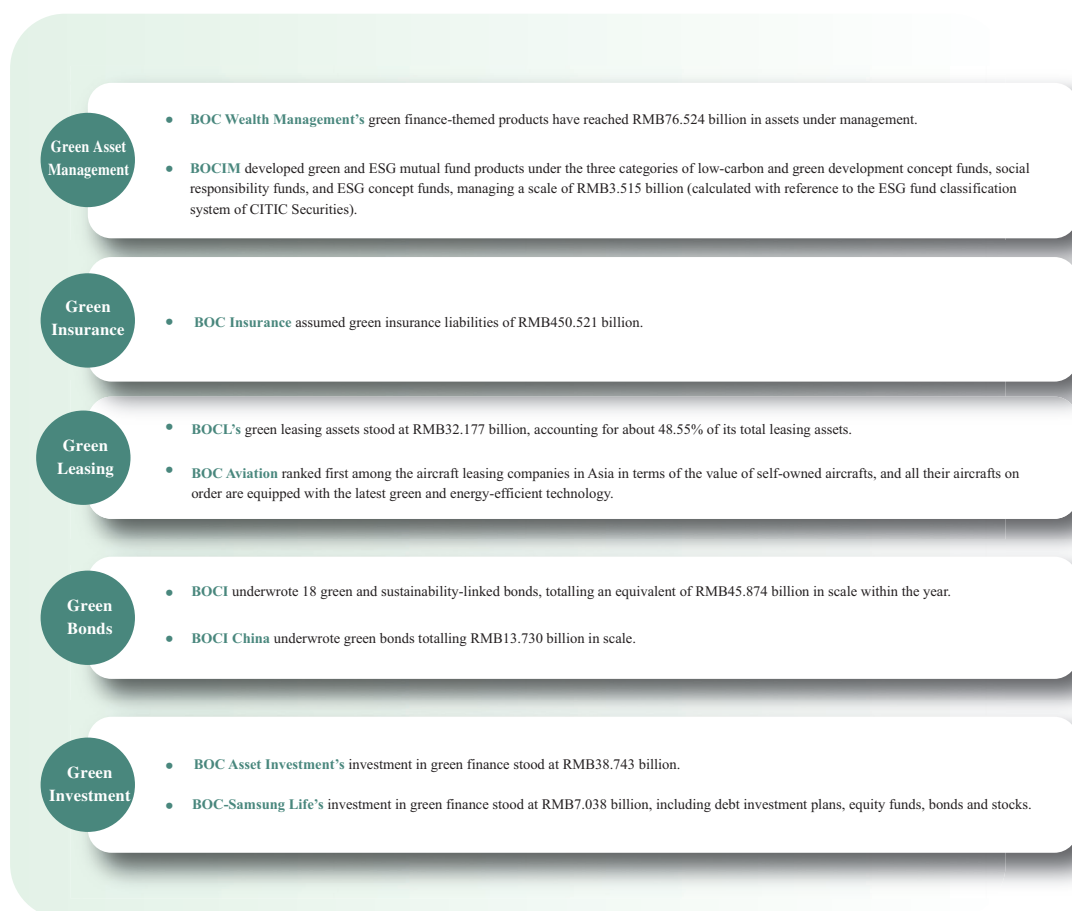 Green Asset
Management
BOC Wealth Management’s green finance-themed products have reached RMB76.524 billion in assets under management.
BOCIM developed green and ESG mutual fund products under the three categories of low-carbon and green development concept funds, social
responsibility funds, and ESG concept funds, managing a scale of RMB3.515 billion (calculated with reference to the ESG fund classification
system of CITIC Securities).
Green
Insurance
BOC Insurance assumed green insurance liabilities of RMB450.521 billion.
Green
Leasing
BOCL’s green leasing assets stood at RMB32.177 billion, accounting for about 48.55% of its total leasing assets.
BOC Aviation ranked first among the aircraft leasing companies in Asia in terms of the value of self-owned aircrafts, and all their aircrafts on
order are equipped with the latest green and energy-efficient technology.
Green
Bonds
BOCI underwrote 18 green and sustainability-linked bonds, totalling an equivalent of RMB45.874 billion in scale within the year.
BOCI China underwrote green bonds totalling RMB13.730 billion in scale.
Green
Investment
BOC Asset Investment’s investment in green finance stood at RMB38.743 billion.
BOC-Samsung Life’s investment in green finance stood at RMB7.038 billion, including debt investment plans, equity funds, bonds and stocks.